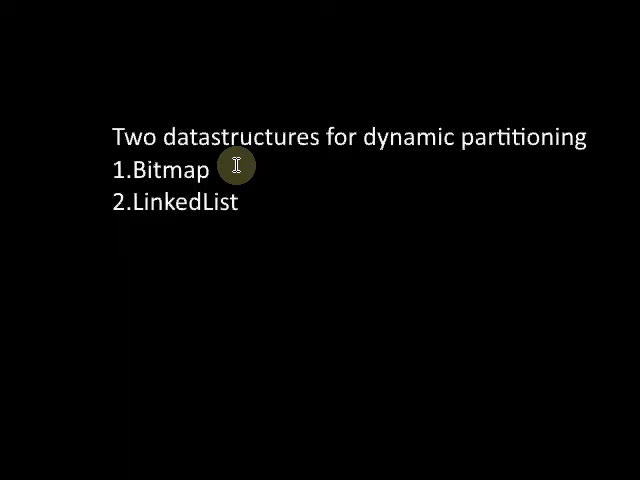 Two datastructures for dynamic partitioning
1.Bitmap
2.LinkedList